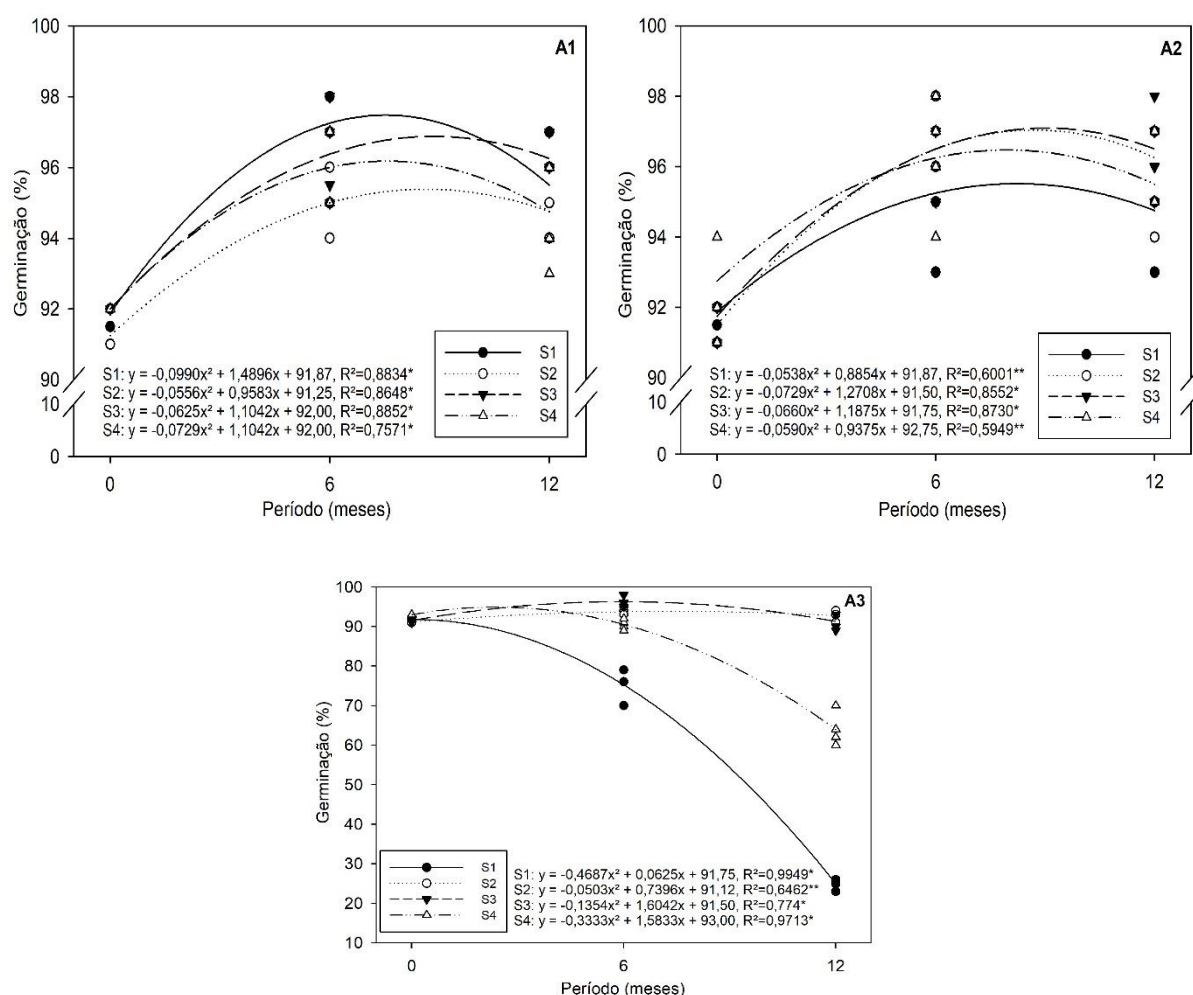 A1
Germinação (%)
100
98
96
94
92
90
10
0
S1: y = -0,0990x² + 1,4896x + 91,87, R²=0,8834*
S2: y = -0,0556x² + 0,9583x + 91,25, R²=0,8648*
S3: y = -0,0625x² + 1,1042x + 92,00, R²=0,8852*
S4: y = -0,0729x² + 1,1042x + 92,00, R²=0,7571*
S1
S2
S3
S4
0 6 12
Período (meses)
A2
Germinação (%)
100
98
96
94
92
90
10
0
S1: y = -0,0538x² + 0,8854x + 91,87, R²=0,6001**
S2: y = -0,0729x² + 1,2708x + 91,50, R²=0,8552*
S3: y = -0,0660x² + 1,1875x + 91,75, R²=0,8730*
S4: y = -0,0590x² + 0,9375x + 92,75, R²=0,5949**
S1
S2
S3
S4
0 6 12
Período (meses)
A3
Germinação (%)
100
90
80
70
60
50
40
30
20
10
S1
S2
S3
S4
S1: y = -0,4687x² + 0,0625x + 91,75, R²=0,9949*
S2: y = -0,0503x² + 0,7396x + 91,12, R²=0,6462**
S3: y = -0,1354x² + 1,6042x + 91,50, R²=0,774*
S4: y = -0,3333x² + 1,5833x + 93,00, R²=0,9713*
0 6 12
Período (meses)